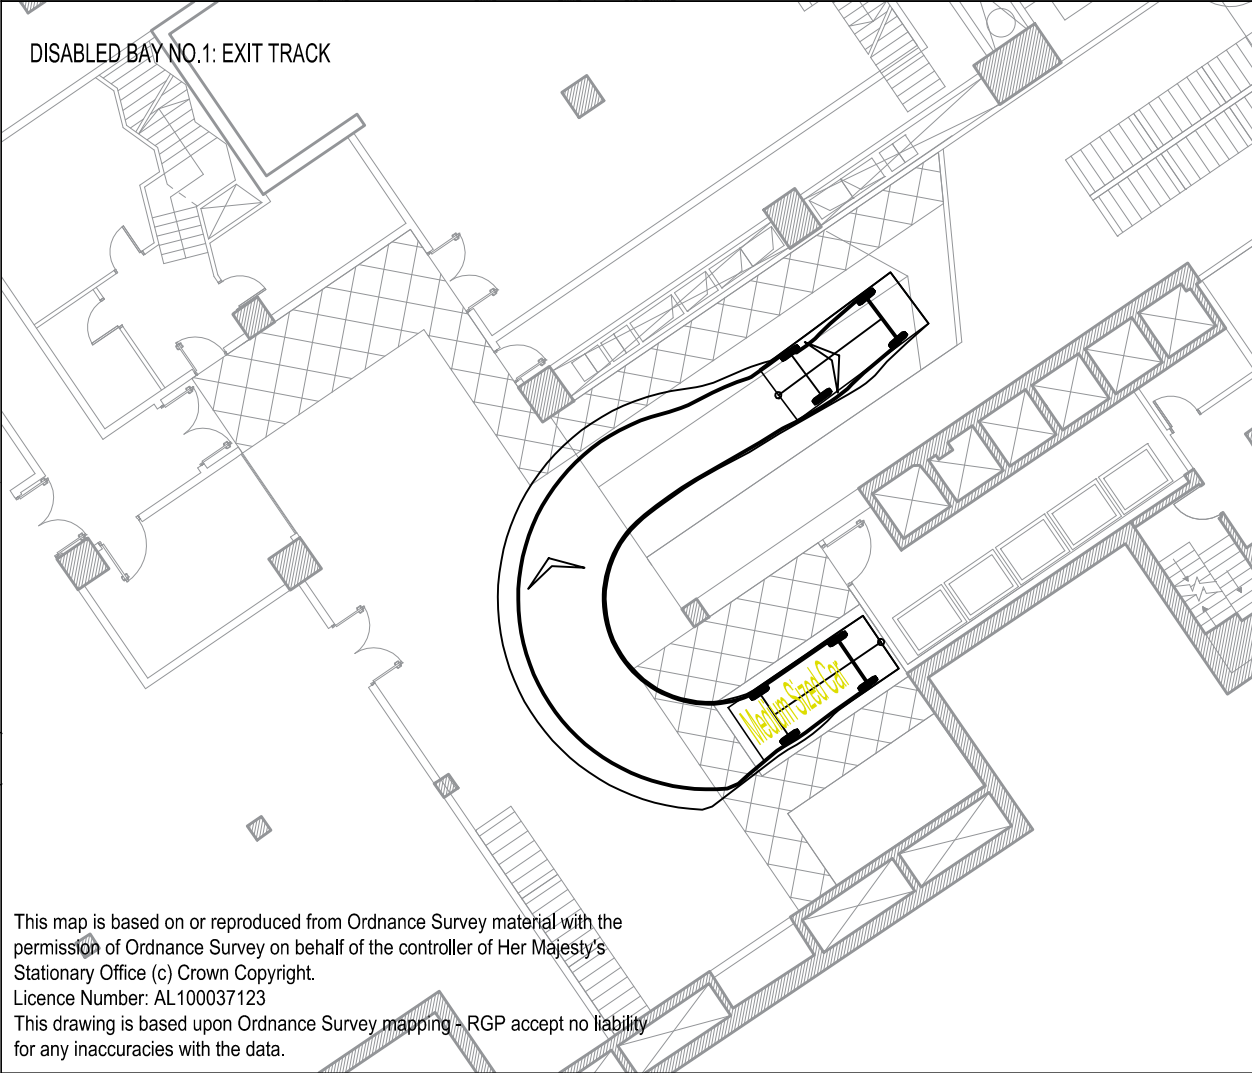 DISABLED BAY NO.1: EXIT TRACK
Medium Sized Car
This map is based on or reproduced from Ordnance Survey material with the
permission of Ordnance Survey on behalf of the controller of Her Majesty's
Stationary Office (c) Crown Copyright.
Licence Number: AL100037123
This drawing is based upon Ordnance Survey mapping - RGP accept no liability
for any inaccuracies with the data.